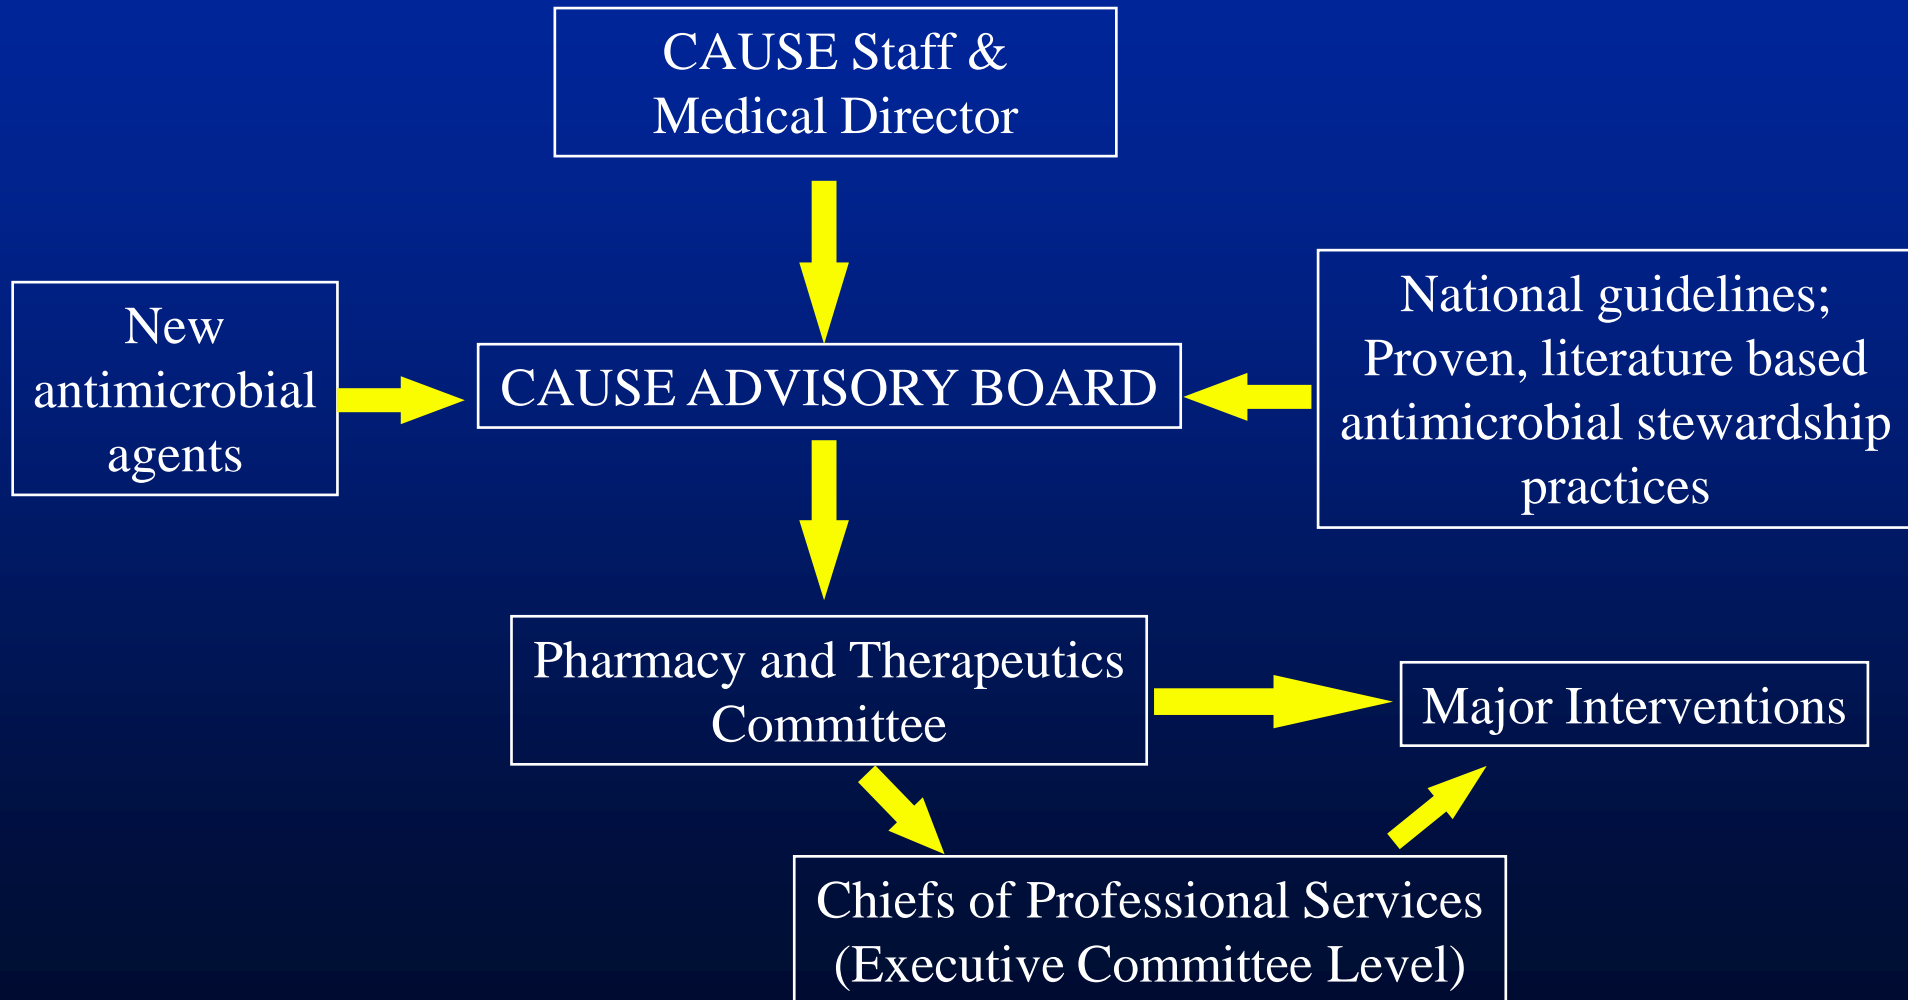 CAUSE Staff &
Medical Director
New
antimicrobial
agents
CAUSE ADVISORY BOARD
National guidelines;
Proven, literature based
antimicrobial stewardship
practices
Pharmacy and Therapeutics
Committee
Major Interventions
Chiefs of Professional Services
(Executive Committee Level)